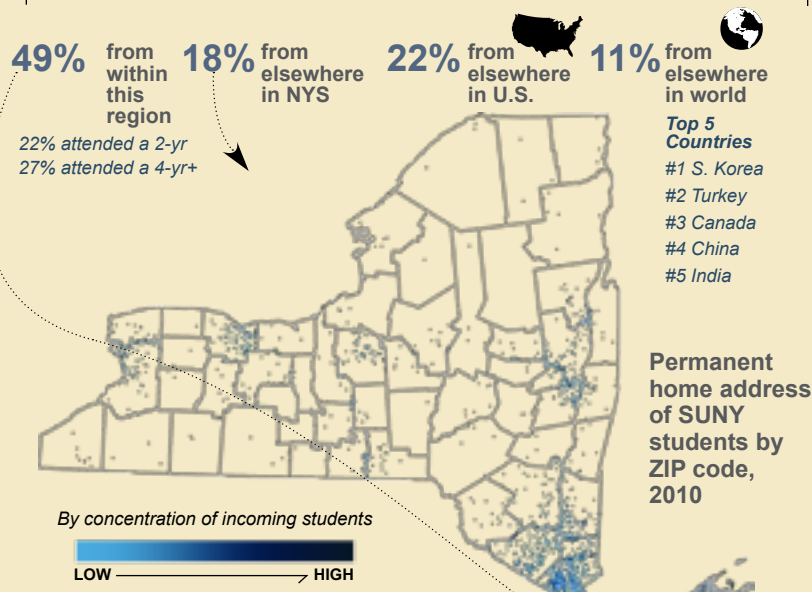 49% from
within
this
region
22% attended a 2-yr
27% attended a 4-yr+
18% from
elsewhere
in NYS
22% from
elsewhere
in U.S.
11% from
elsewhere
in world
Top 5
Countries
#1 S. Korea
#2 Turkey
#3 Canada
#4 China
#5 India
Permanent
home address
of SUNY
students by
ZIP code,
2010
By concentration of incoming students
LOW HIGH